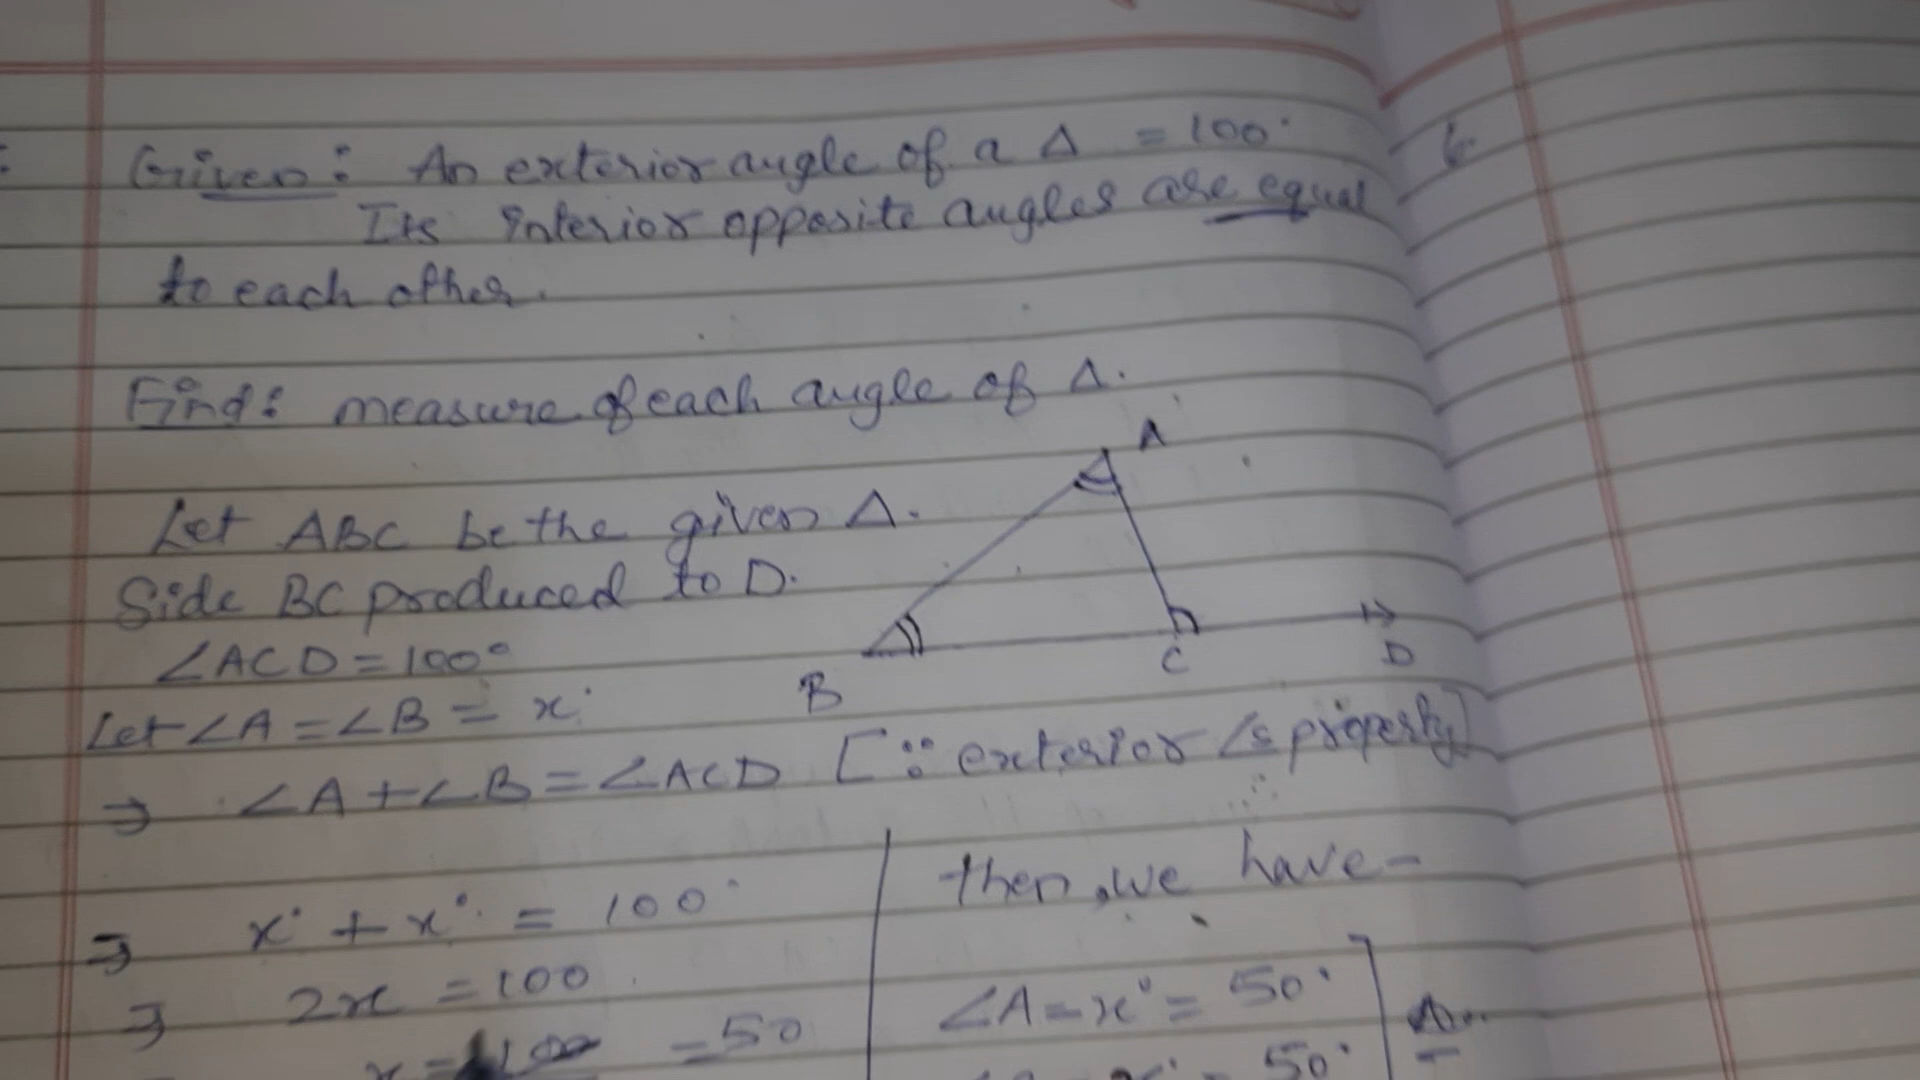 Given: An exterior angle of a Δ = 100°
Its interior opposite angles are equal
to each other.
Find: measure of each angle of Δ.
A
Let ABC be the given Δ.
Side BC produced to D.
∠ACD = 100°
B
C
D
Let ∠A = ∠B = x°
⇒ ∠A + ∠B = ∠ACD [∵ exterior ∠s property]
⇒ x° + x° = 100°
⇒ 2x = 100
= 50
then, we have -
∠A = x° = 50°
x° = 50°